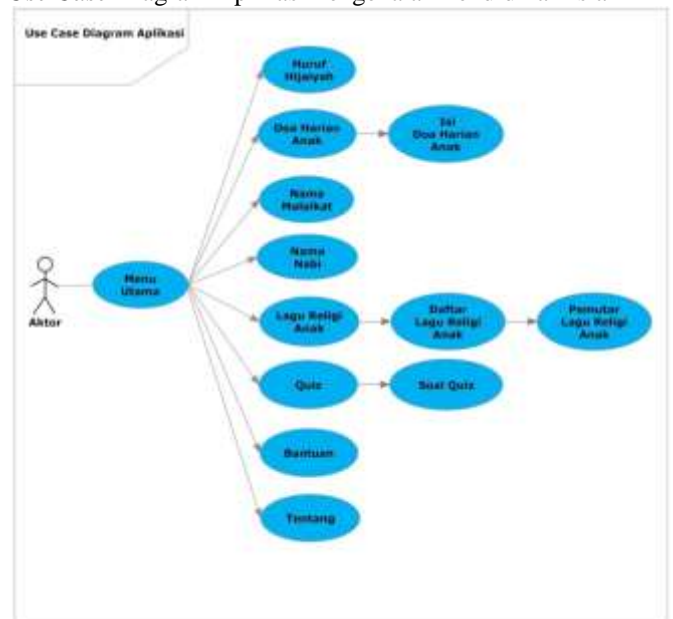 Use Case Diagram Aplikasi
Huruf
Hijaiyah
Doa Harian
Anak
Isi
Doa Harian
Anak
Nama
Malaikat
Nama
Nabi
Menu
Utama
Aktor
Lagu Religi
Anak
Daftar
Lagu Religi
Anak
Pemutar
Lagu Religi
Anak
Quiz
Soal Quiz
Bantuan
Tentang